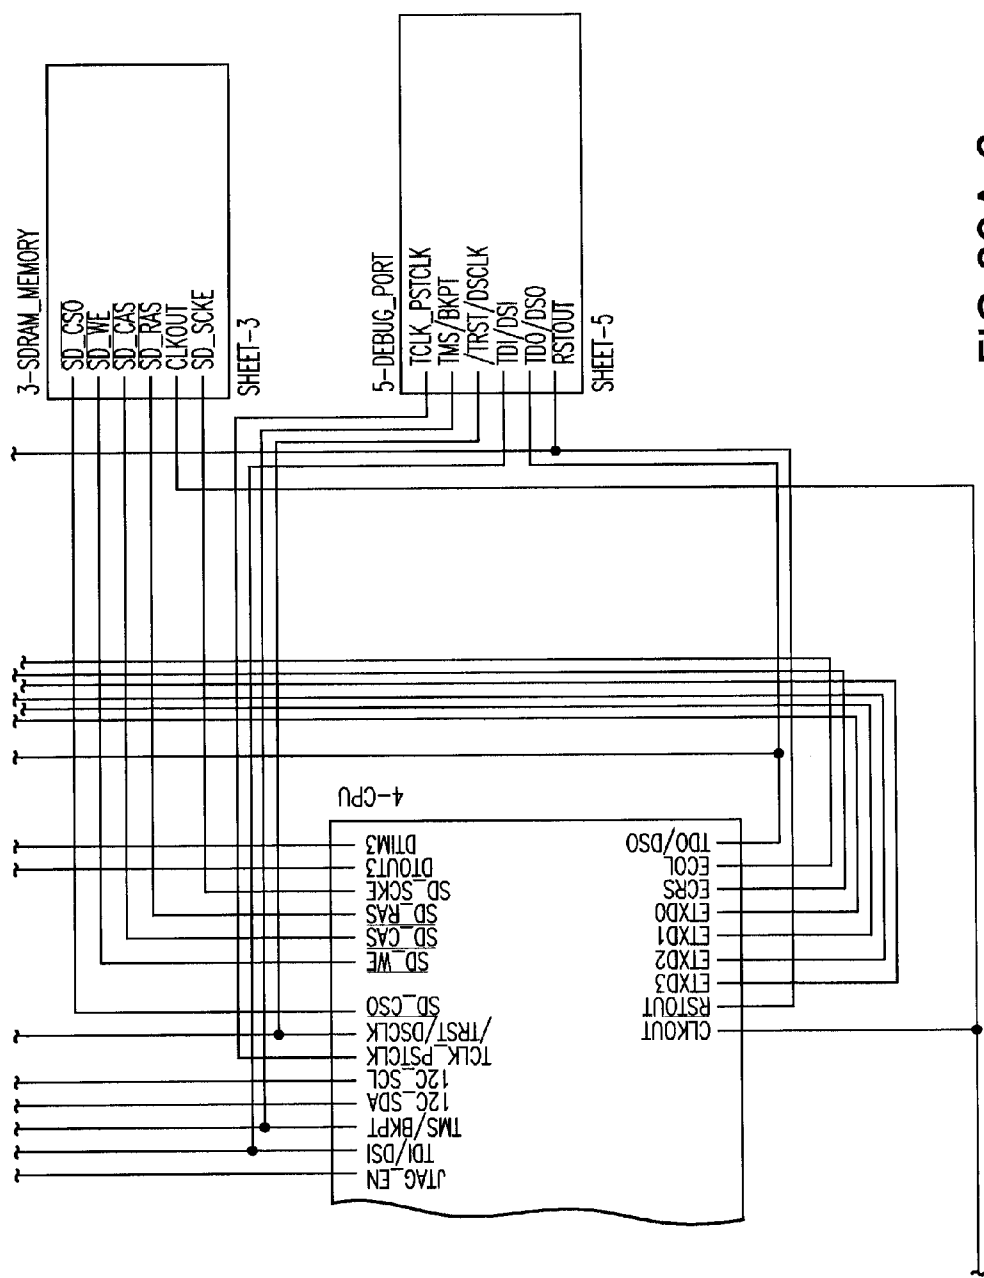 3-SDRAM_MEMORY
SD_CSO
SD_WE
SD_CAS
SD_RAS
CLKOUT
SD_SCKE
SHEET-3
5-DEBUG_PORT
TCLK_PSTCLK
TMS/BKPT
/TRST/DSCLK
TDI/DSI
TDO/DSO
RSTOUT
SHEET-5
4-CPU
DTIM3
DTOUT3
SD_SCKE
SD_RAS
SD_CAS
SD_WE
SD_CSO
/TRST/DSCLK
TCLK_PSTCLK
12C_SCL
12C_SDA
TMS/BKPT
TDI/DSI
JTAG_EN
TDO/DSO
ECOL
ECRS
ETXD0
ETXD1
ETXD2
ETXD3
RSTOUT
CLKOUT